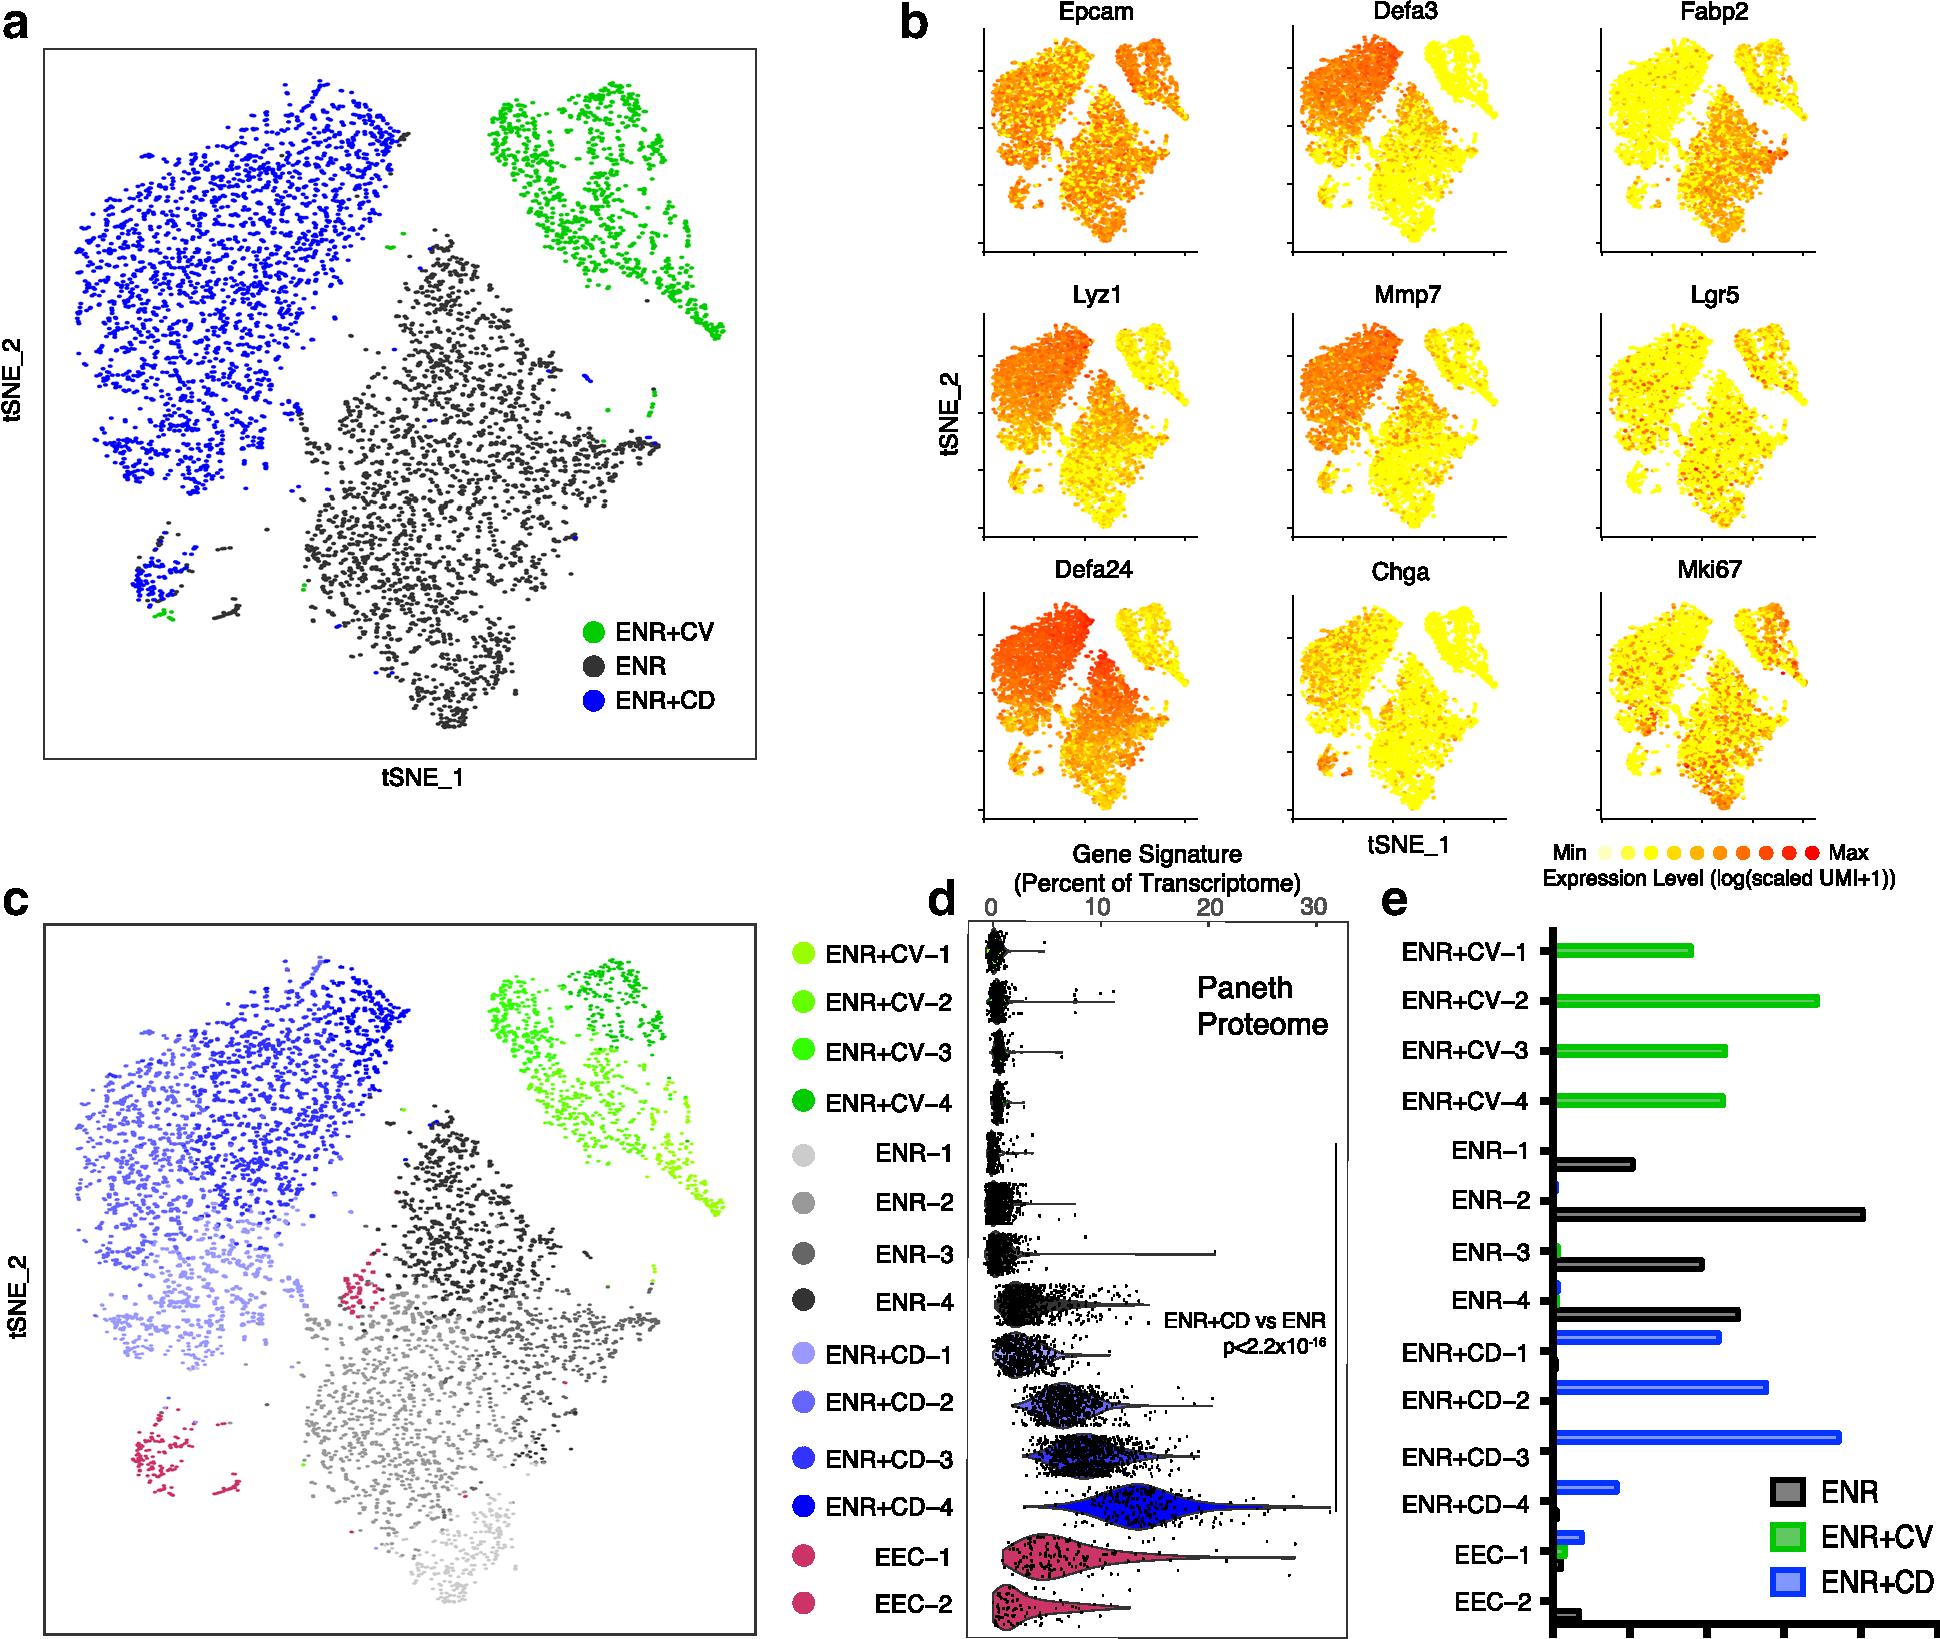 a
tSNE_2
ENR+CV
ENR
ENR+CD
tSNE_1
b
Epcam
Defa3
Fabp2
Lyz1
Mmp7
Lgr5
tSNE_2
Defa24
Chga
Mki67
tSNE_1
Min
Max
Expression Level (log(scaled UMI+1))
c
tSNE_2
ENR+CV−1
ENR+CV−2
ENR+CV−3
ENR+CV−4
ENR−1
ENR−2
ENR−3
ENR−4
ENR+CD−1
ENR+CD−2
ENR+CD−3
ENR+CD−4
EEC−1
EEC−2
d
Gene Signature
(Percent of Transcriptome)
0 10 20 30
Paneth
Proteome
ENR+CD vs ENR
p<2.2x10-16
e
ENR+CV−1
ENR+CV−2
ENR+CV−3
ENR+CV−4
ENR−1
ENR−2
ENR−3
ENR−4
ENR+CD−1
ENR+CD−2
ENR+CD−3
ENR+CD−4
EEC−1
EEC−2
ENR
ENR+CV
ENR+CD